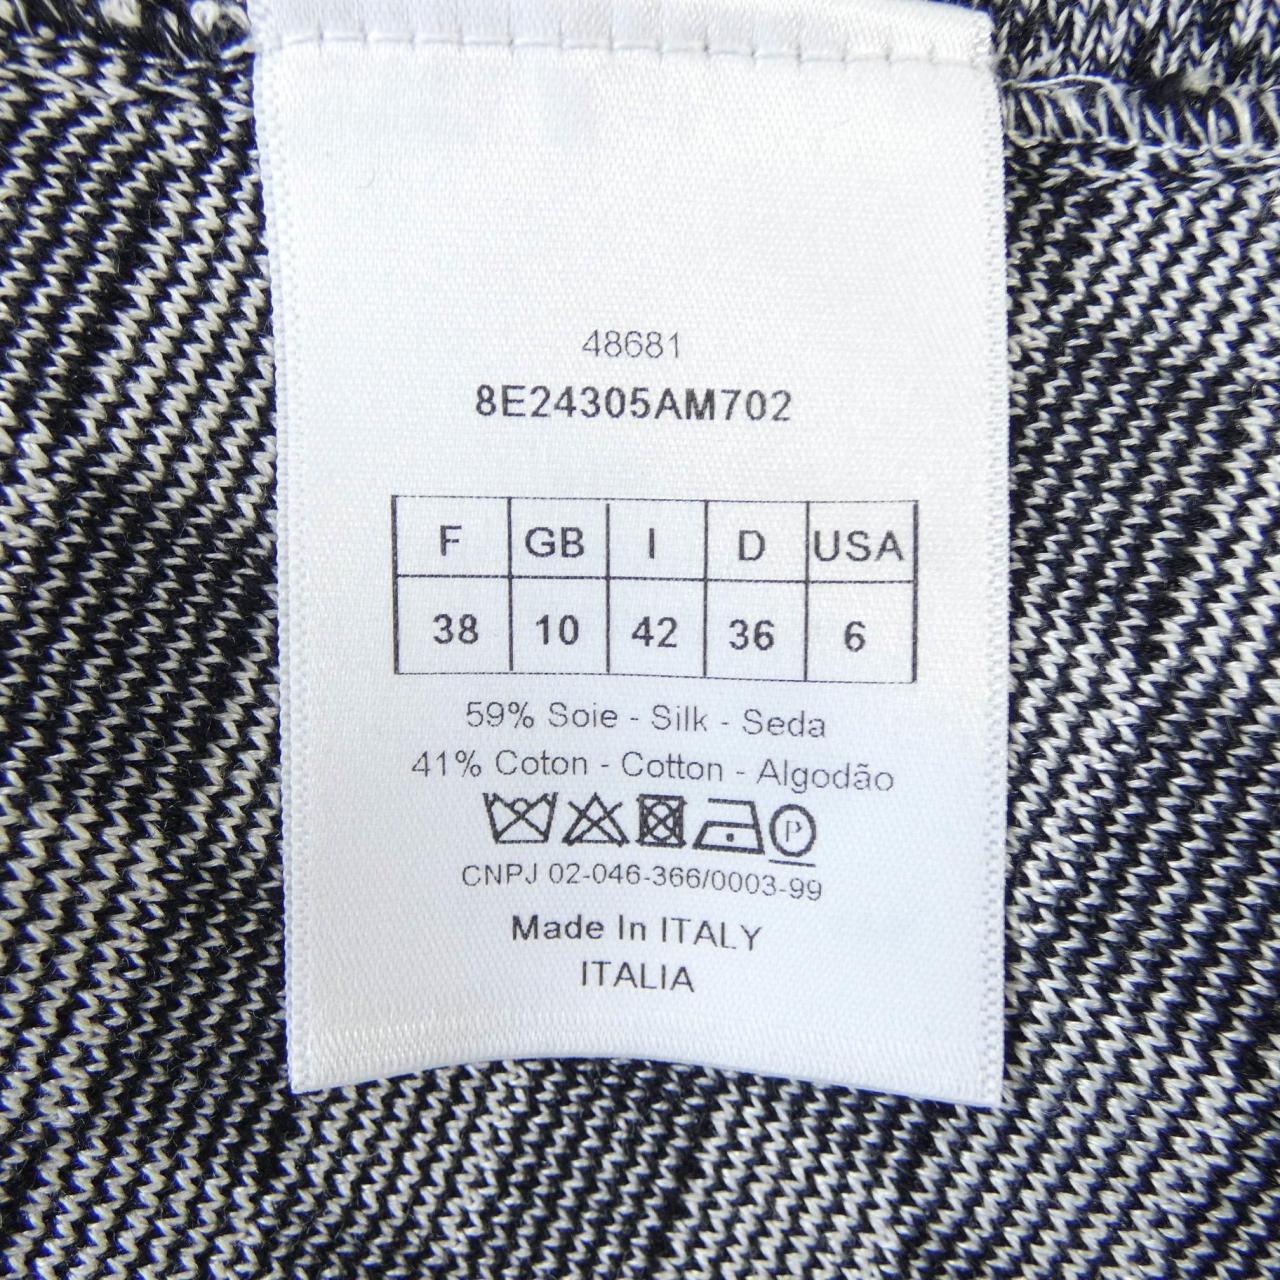 48681
8E24305AM702
F GB I D USA
38 10 42 36 6
59% Soie - Silk - Seda
41% Coton - Cotton - Algodão
P
CNPJ 02-046-366/0003-99
Made In ITALY
ITALIA